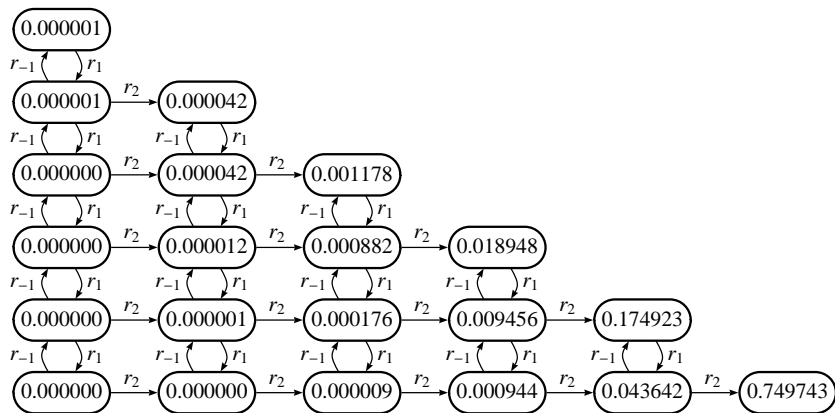 0.000001
r₋₁ r₁
0.000001 r₂ 0.000042
r₋₁ r₁ r₋₁ r₁
0.000000 r₂ 0.000042 r₂ 0.001178
r₋₁ r₁ r₋₁ r₁ r₋₁ r₁
0.000000 r₂ 0.000012 r₂ 0.000882 r₂ 0.018948
r₋₁ r₁ r₋₁ r₁ r₋₁ r₁ r₋₁ r₁
0.000000 r₂ 0.000001 r₂ 0.000176 r₂ 0.009456 r₂ 0.174923
r₋₁ r₁ r₋₁ r₁ r₋₁ r₁ r₋₁ r₁ r₋₁ r₁
0.000000 r₂ 0.000000 r₂ 0.000009 r₂ 0.000944 r₂ 0.043642 r₂ 0.749743